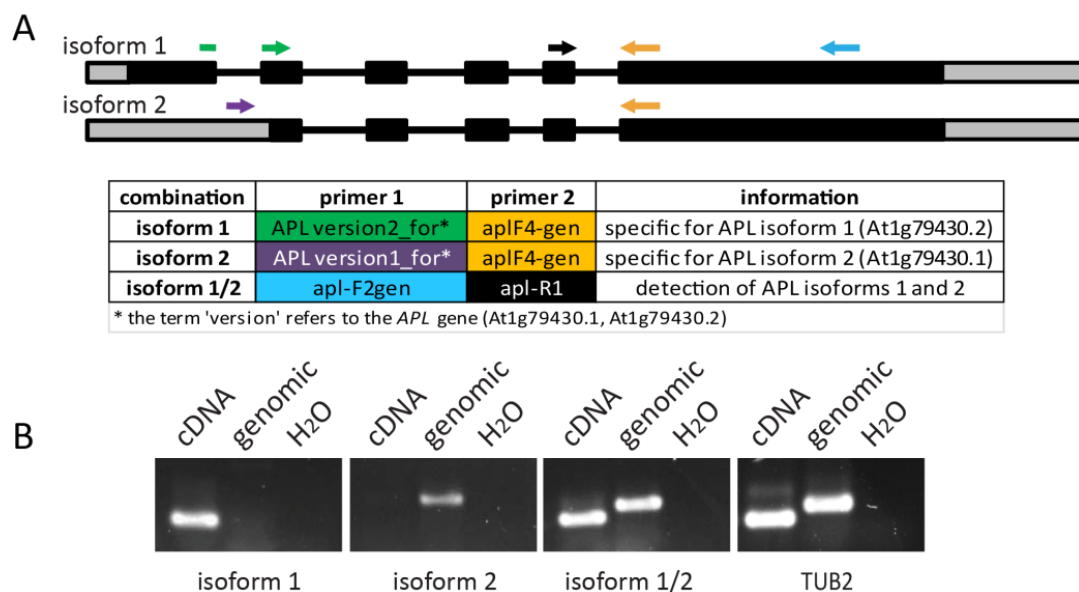 A
isoform 1
isoform 2
combination primer 1 primer 2 information
isoform 1 APL version2_for* aplF4-gen specific for APL isoform 1 (At1g79430.2)
isoform 2 APL version1_for* aplF4-gen specific for APL isoform 2 (At1g79430.1)
isoform 1/2 apl-F2gen apl-R1 detection of APL isoforms 1 and 2
* the term 'version' refers to the APL gene (At1g79430.1, At1g79430.2)
B
cDNA genomic H2O cDNA genomic H2O cDNA genomic H2O cDNA genomic H2O
isoform 1 isoform 2 isoform 1/2 TUB2